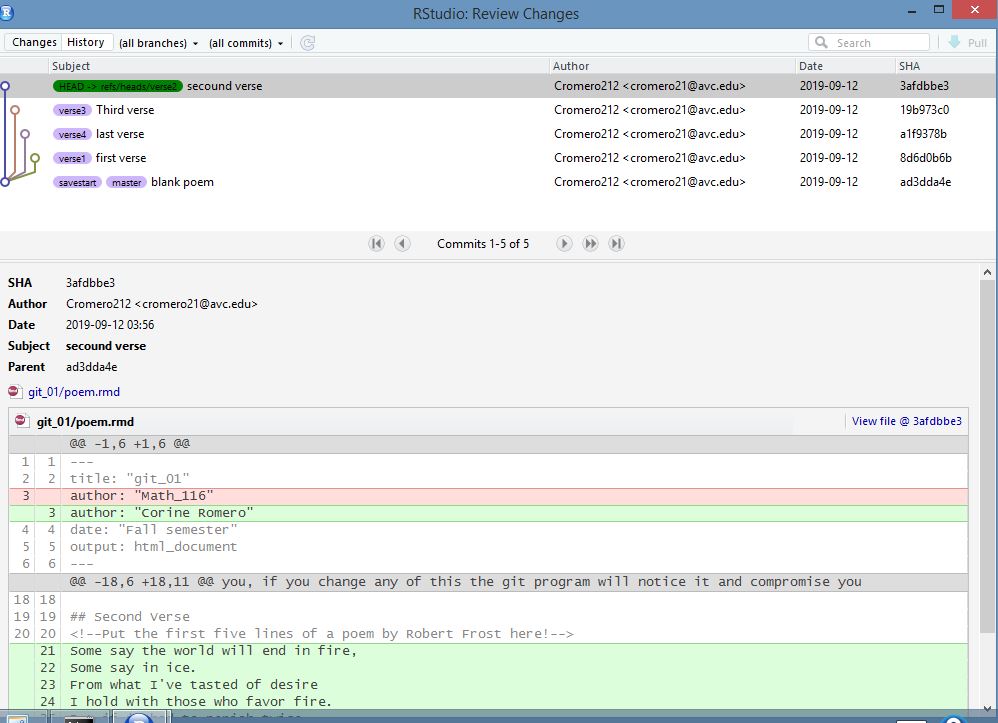 RStudio: Review Changes
Changes History (all branches) (all commits) Search Pull
Subject Author Date SHA
HEAD -> refs/heads/verse2 secound verse Cromero212 <cromero21@avc.edu> 2019-09-12 3afdbbe3
verse3 Third verse Cromero212 <cromero21@avc.edu> 2019-09-12 19b973c0
verse4 last verse Cromero212 <cromero21@avc.edu> 2019-09-12 a1f9378b
verse1 first verse Cromero212 <cromero21@avc.edu> 2019-09-12 8d6d0b6b
savestart master blank poem Cromero212 <cromero21@avc.edu> 2019-09-12 ad3dda4e
Commits 1-5 of 5
SHA 3afdbbe3
Author Cromero212 <cromero21@avc.edu>
Date 2019-09-12 03:56
Subject secound verse
Parent ad3dda4e
git_01/poem.rmd
git_01/poem.rmd View file @ 3afdbbe3
@@ -1,6 +1,6 @@
1 1 ---
2 2 title: "git_01"
3 author: "Math_116"
3 author: "Corine Romero"
4 4 date: "Fall semester"
5 5 output: html_document
6 6 ---
@@ -18,6 +18,11 @@ you, if you change any of this the git program will notice it and compromise you
18 18
19 19 ## Second Verse
20 20 <!--Put the first five lines of a poem by Robert Frost here!-->
21 Some say the world will end in fire,
22 Some say in ice.
23 From what I've tasted of desire
24 I hold with those who favor fire.